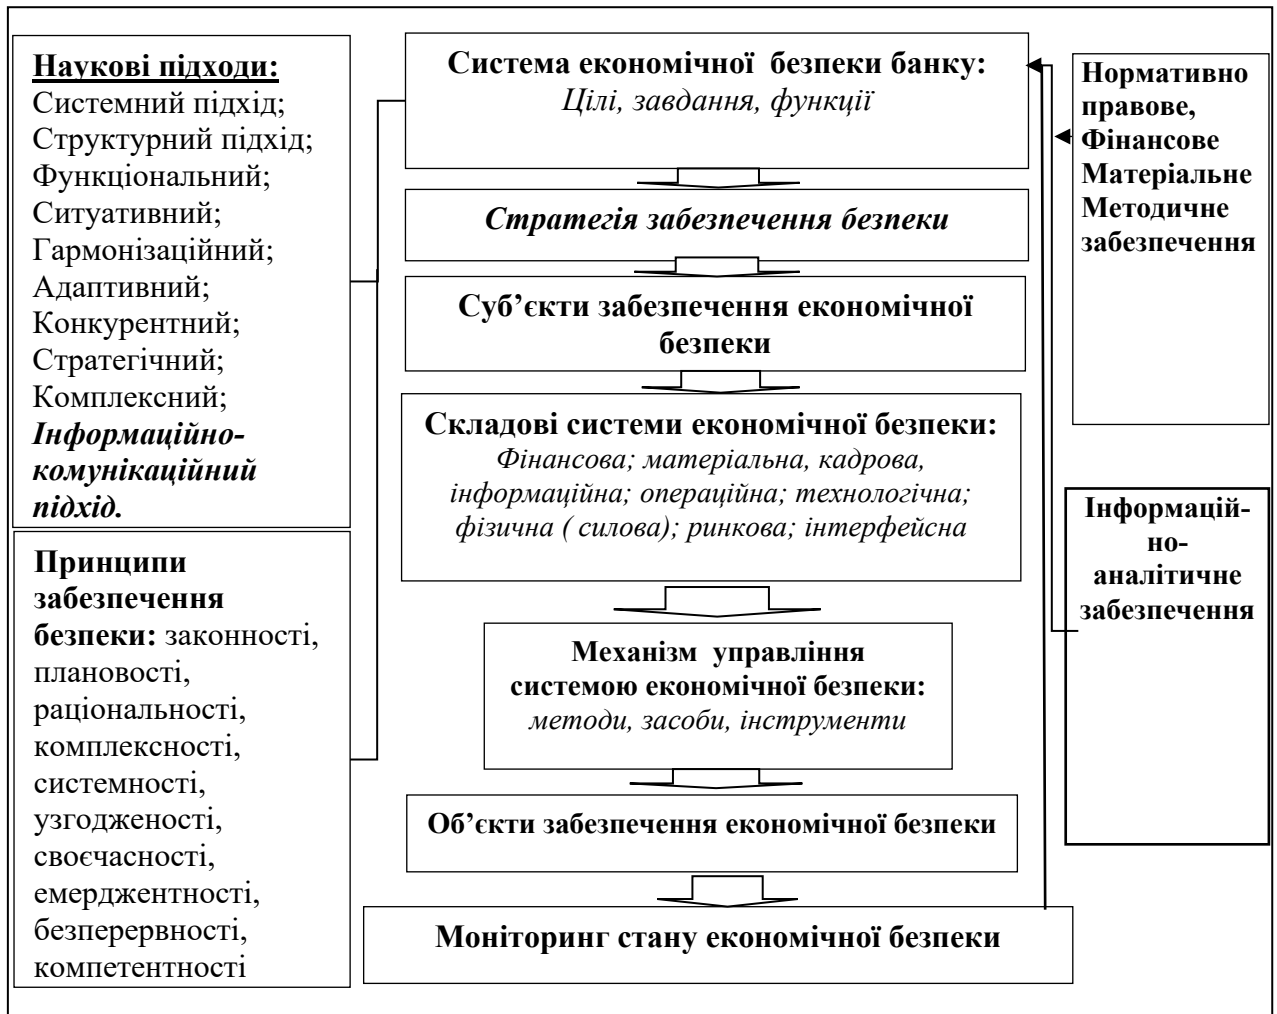 Наукові підходи:
Системний підхід;
Структурний підхід;
Функціональний;
Ситуативний;
Гармонізаційний;
Адаптивний;
Конкурентний;
Стратегічний;
Комплексний;
Інформаційно-
комунікаційний
підхід.
Принципи
забезпечення
безпеки: законності,
плановості,
раціональності,
комплексності,
системності,
узгодженості,
своєчасності,
емерджентності,
безперервності,
компетентності
Система економічної безпеки банку:
Цілі, завдання, функції
Стратегія забезпечення безпеки
Суб’єкти забезпечення економічної
безпеки
Складові системи економічної безпеки:
Фінансова; матеріальна, кадрова,
інформаційна; операційна; технологічна;
фізична ( силова); ринкова; інтерфейсна
Механізм управління
системою економічної безпеки:
методи, засоби, інструменти
Об’єкти забезпечення економічної безпеки
Моніторинг стану економічної безпеки
Нормативно
правове,
Фінансове
Матеріальне
Методичне
забезпечення
Інформацій-
но-
аналітичне
забезпечення